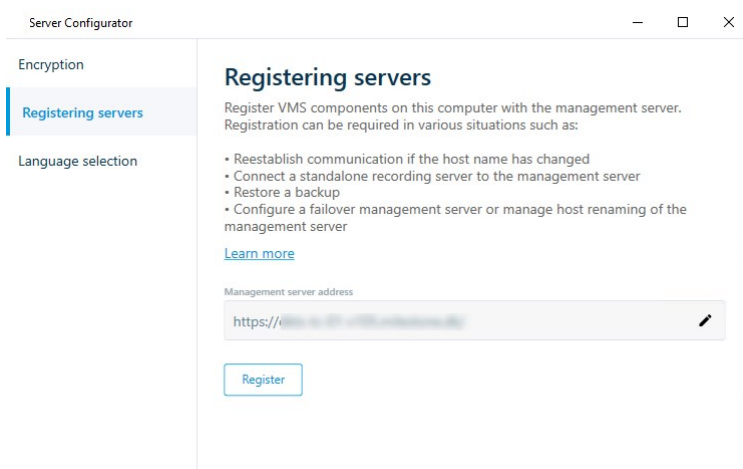 Server Configurator
Encryption
Registering servers
Language selection
Registering servers
Register VMS components on this computer with the management server.
Registration can be required in various situations such as:
• Reestablish communication if the host name has changed
• Connect a standalone recording server to the management server
• Restore a backup
• Configure a failover management server or manage host renaming of the
management server
Learn more
Management server address
https://
Register